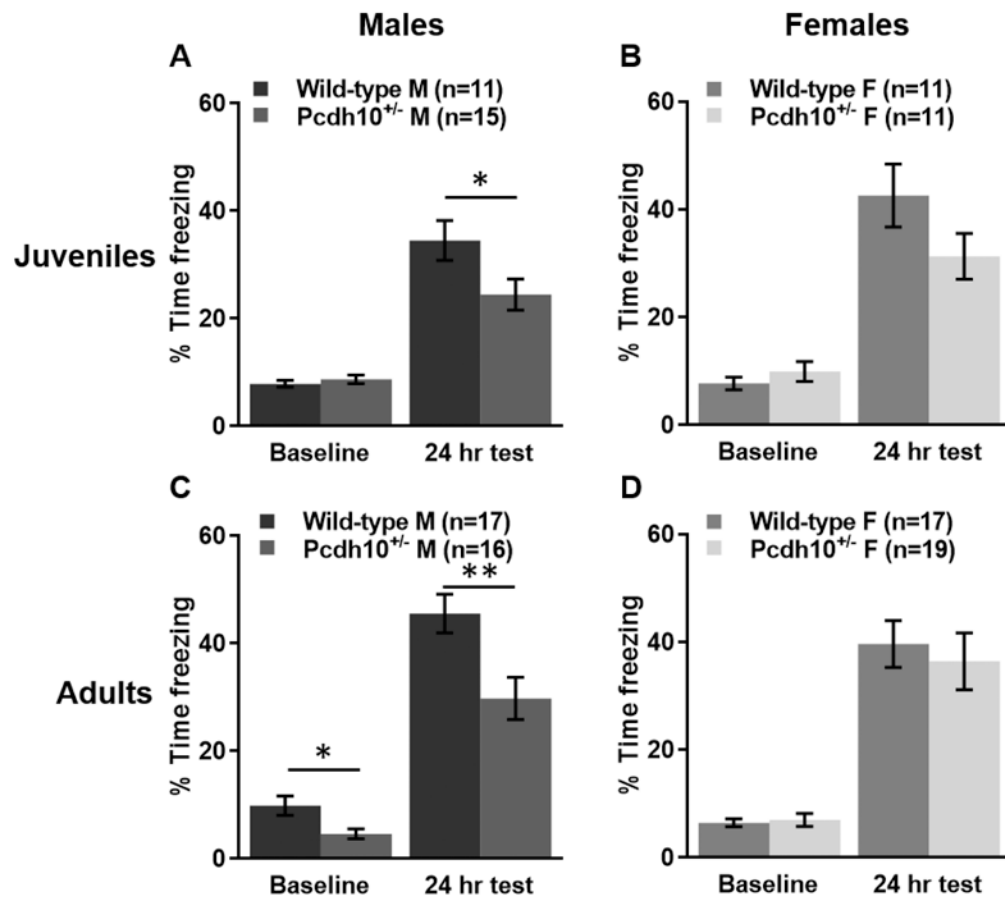 Males
Females
A
Wild-type M (n=11)
Pcdh10+/- M (n=15)
60
40
20
0
% Time freezing
*
Baseline
24 hr test
B
Wild-type F (n=11)
Pcdh10+/- F (n=11)
60
40
20
0
% Time freezing
Baseline
24 hr test
Juveniles
C
Wild-type M (n=17)
Pcdh10+/- M (n=16)
60
40
20
0
% Time freezing
*
**
Baseline
24 hr test
D
Wild-type F (n=17)
Pcdh10+/- F (n=19)
60
40
20
0
% Time freezing
Baseline
24 hr test
Adults